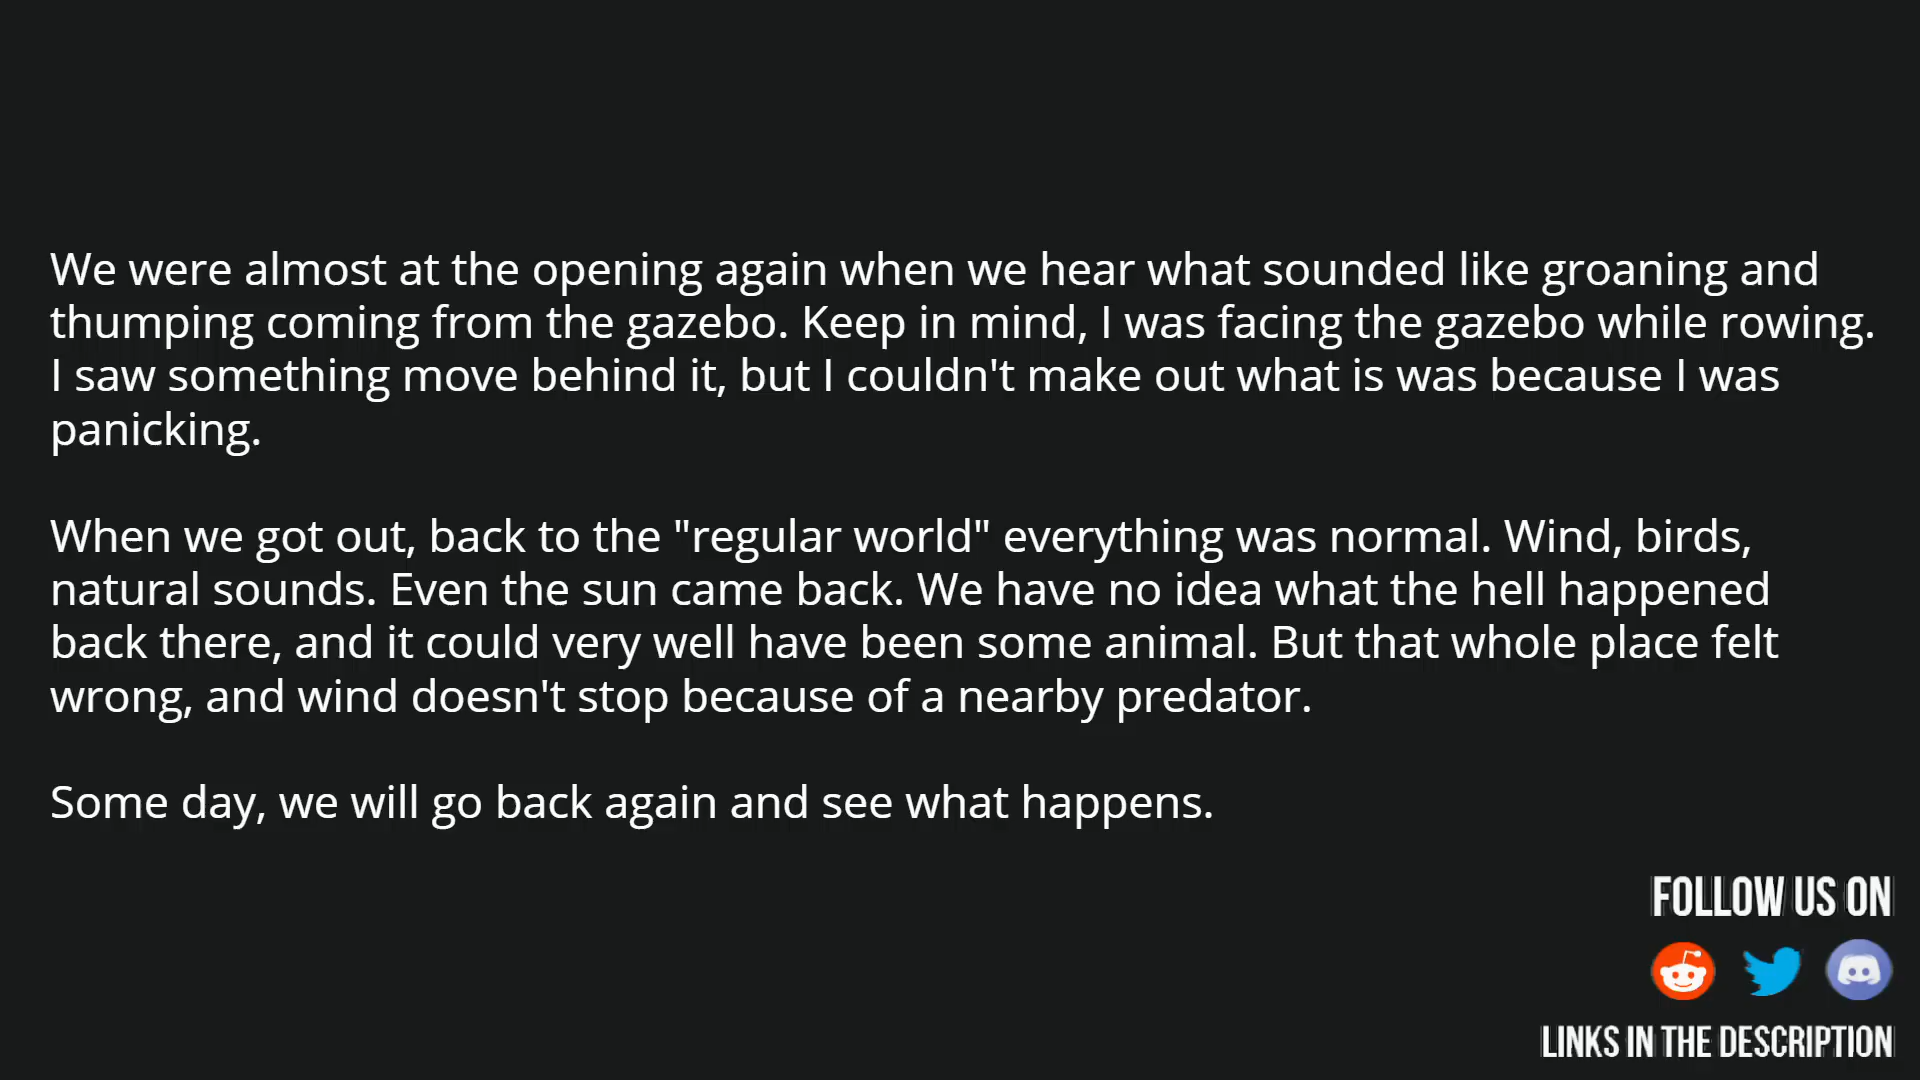 We were almost at the opening again when we hear what sounded like groaning and
thumping coming from the gazebo. Keep in mind, I was facing the gazebo while rowing.
I saw something move behind it, but I couldn't make out what is was because I was
panicking.
When we got out, back to the "regular world" everything was normal. Wind, birds,
natural sounds. Even the sun came back. We have no idea what the hell happened
back there, and it could very well have been some animal. But that whole place felt
wrong, and wind doesn't stop because of a nearby predator.
Some day, we will go back again and see what happens.
FOLLOW US ON
LINKS IN THE DESCRIPTION